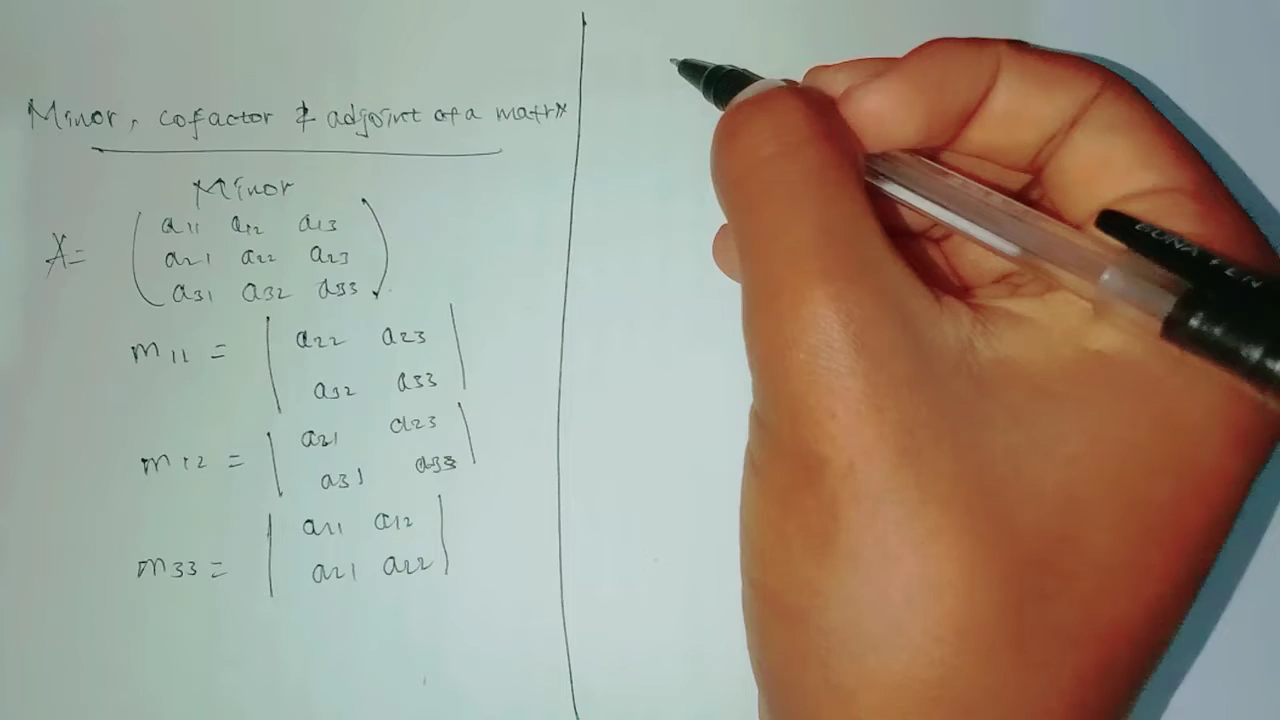 Minor, cofactor & adjoint of a matrix
Minor
A = ( a11 a12 a13
a21 a22 a23
a31 a32 a33 )
m11 = | a22 a23
a32 a33 |
m12 = | a21 a23
a31 a33 |
m33 = | a11 a12
a21 a22 |